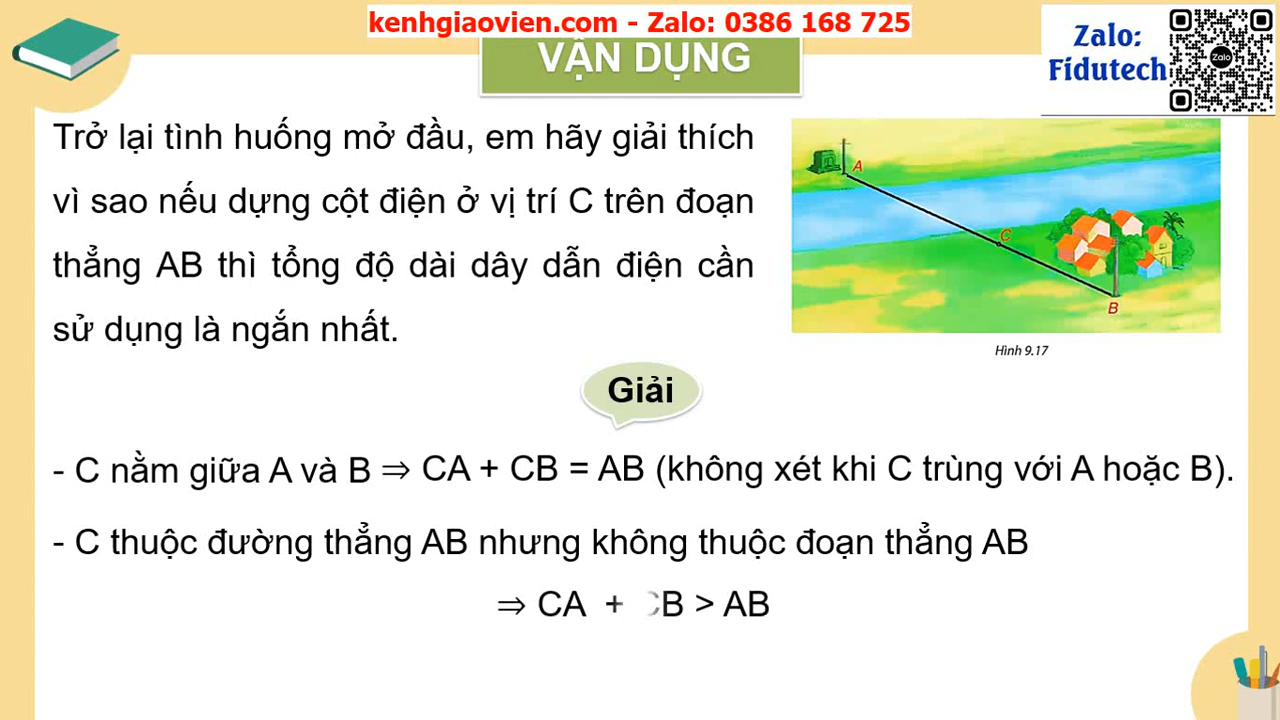 kenhgiaovien.com - Zalo: 0386 168 725
Zalo:
Fidutech
Zalo
VẬN DỤNG
Trở lại tình huống mở đầu, em hãy giải thích
vì sao nếu dựng cột điện ở vị trí C trên đoạn
thẳng AB thì tổng độ dài dây dẫn điện cần
sử dụng là ngắn nhất.
A
C
B
Hình 9.17
Giải
- C nằm giữa A và B ⇒ CA + CB = AB (không xét khi C trùng với A hoặc B).
- C thuộc đường thẳng AB nhưng không thuộc đoạn thẳng AB
⇒ CA + CB > AB